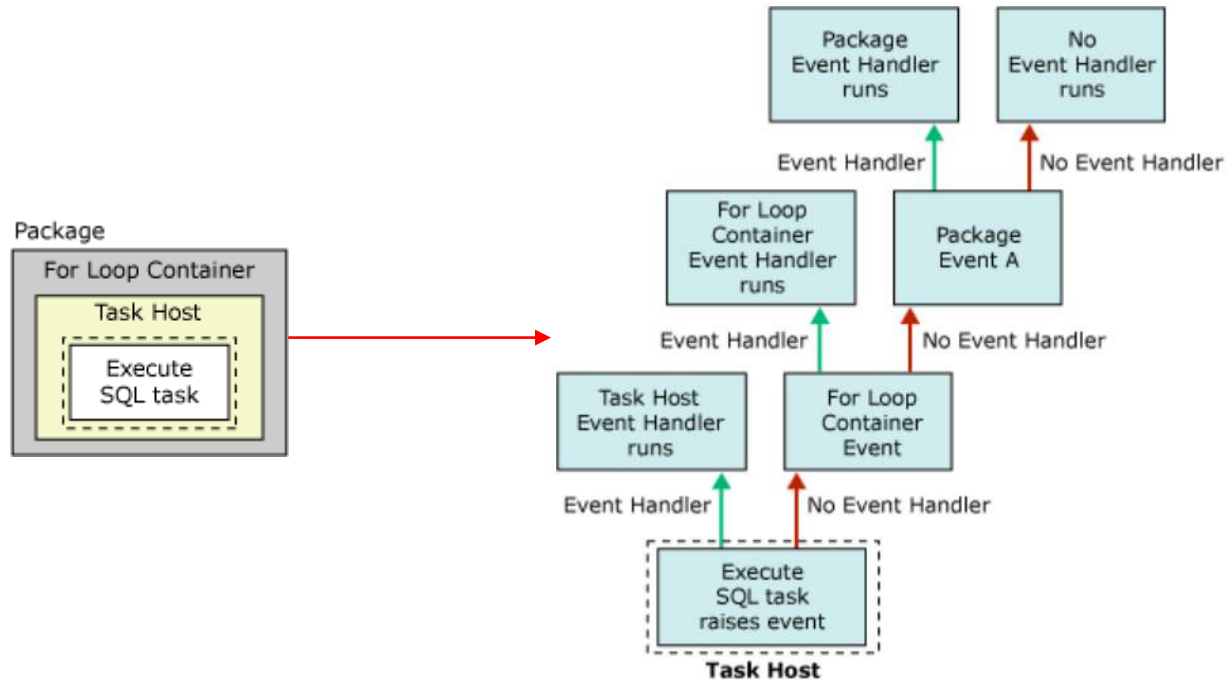 Package
For Loop Container
Task Host
Execute
SQL task
Package
Event Handler
runs
No
Event Handler
runs
Event Handler
No Event Handler
For Loop
Container
Event Handler
runs
Package
Event A
Event Handler
No Event Handler
Task Host
Event Handler
runs
For Loop
Container
Event
Event Handler
No Event Handler
Execute
SQL task
raises event
Task Host